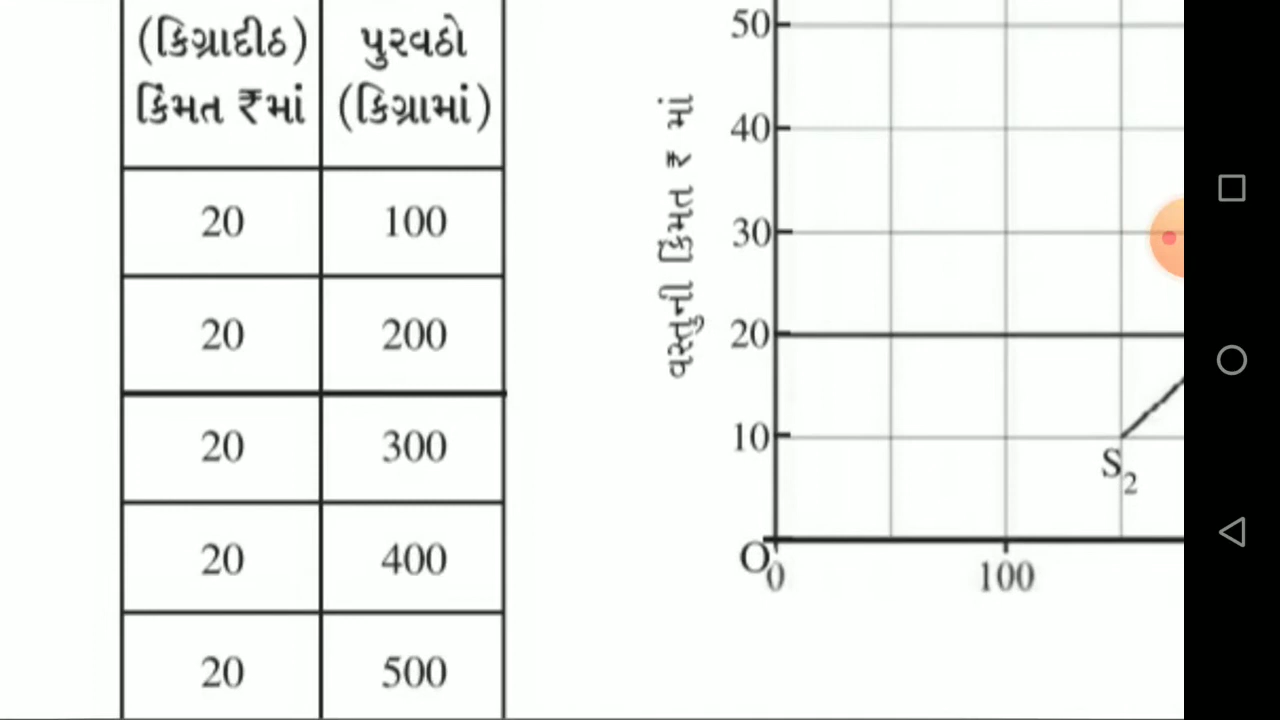 (કિગ્રાદીઠ) પુરવઠો
કિંમત ₹માં (કિગ્રામાં)
20 100
20 200
20 300
20 400
20 500
વસ્તુની કિંમત ₹ માં
50
40
30
20
10
S2
O
0 100